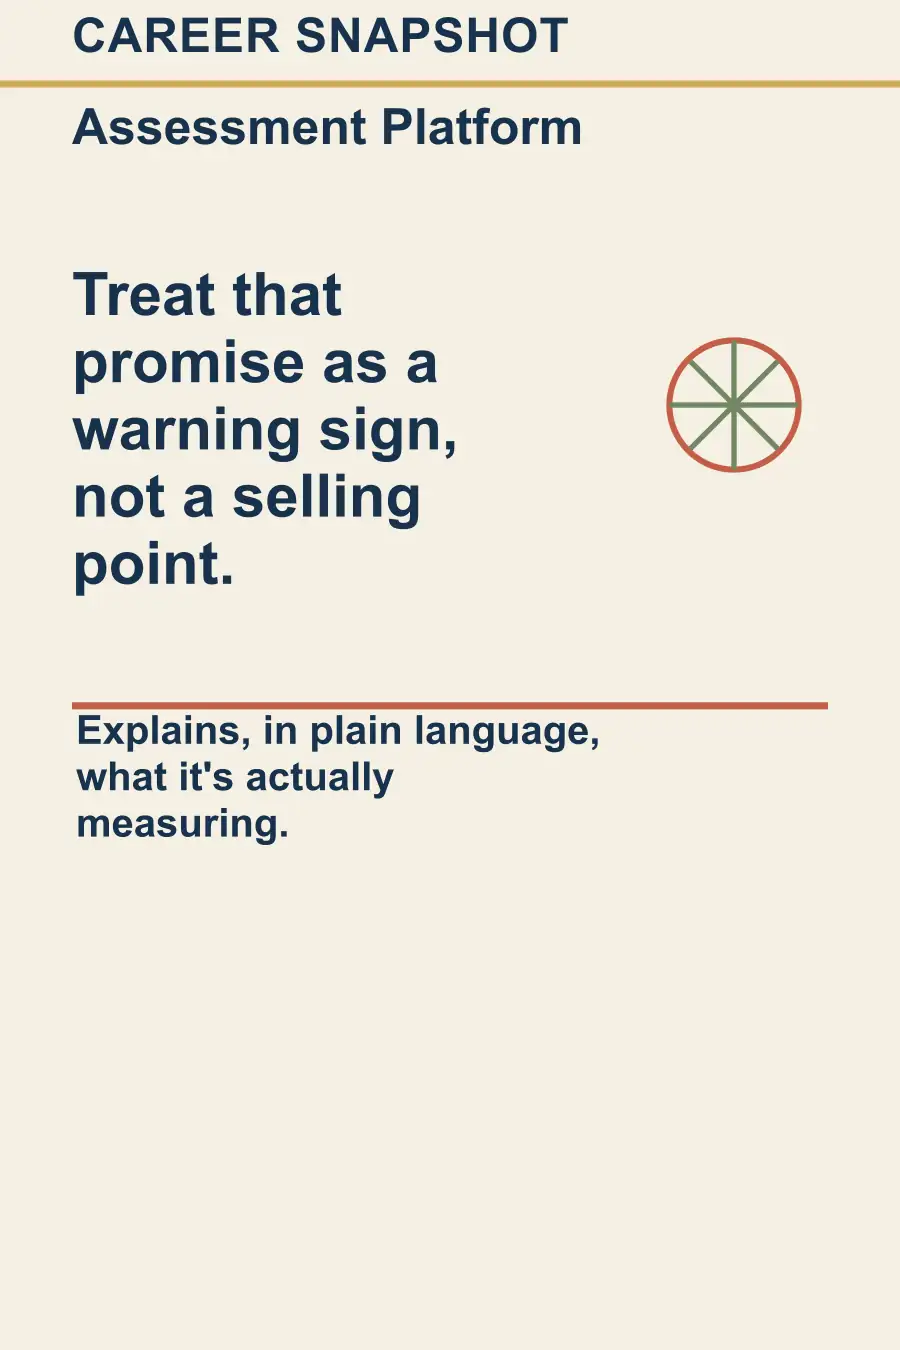 CAREER SNAPSHOT
Assessment Platform
Treat that
promise as a
warning sign,
not a selling
point.
Explains, in plain language,
what it's actually
measuring.